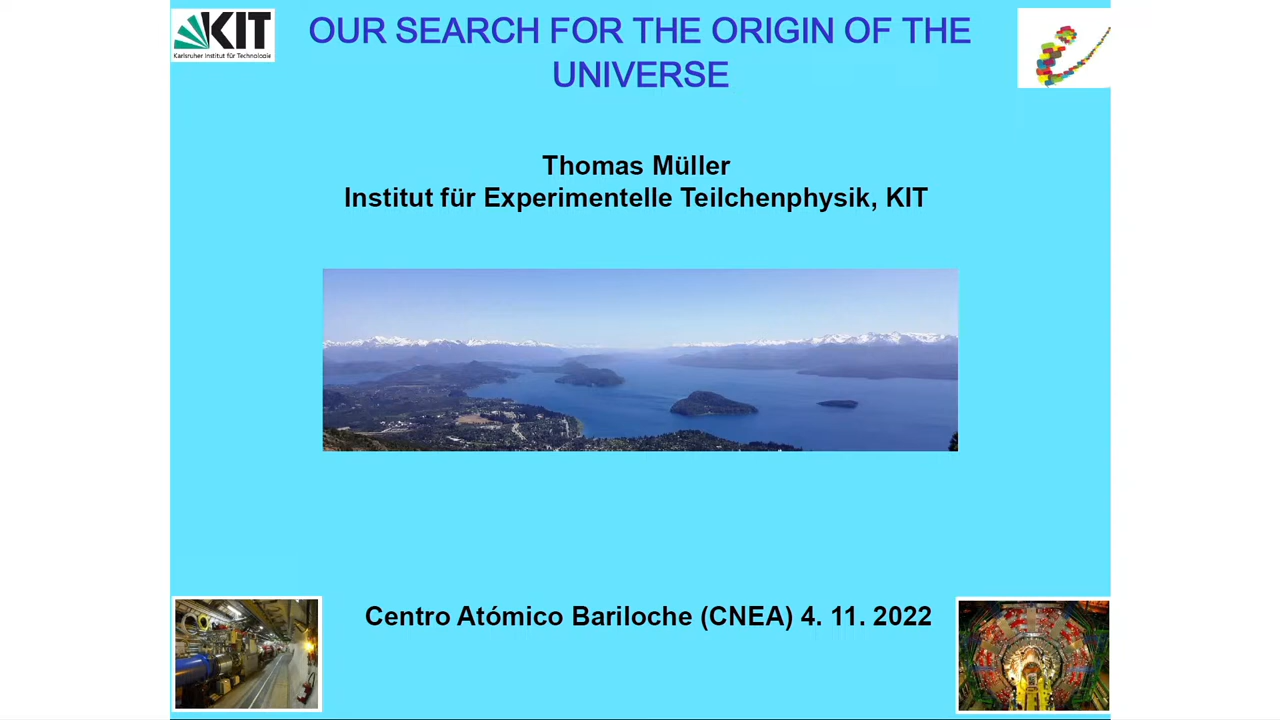 KIT
Karlsruher Institut für Technologie
OUR SEARCH FOR THE ORIGIN OF THE
UNIVERSE
Thomas Müller
Institut für Experimentelle Teilchenphysik, KIT
Centro Atómico Bariloche (CNEA) 4. 11. 2022